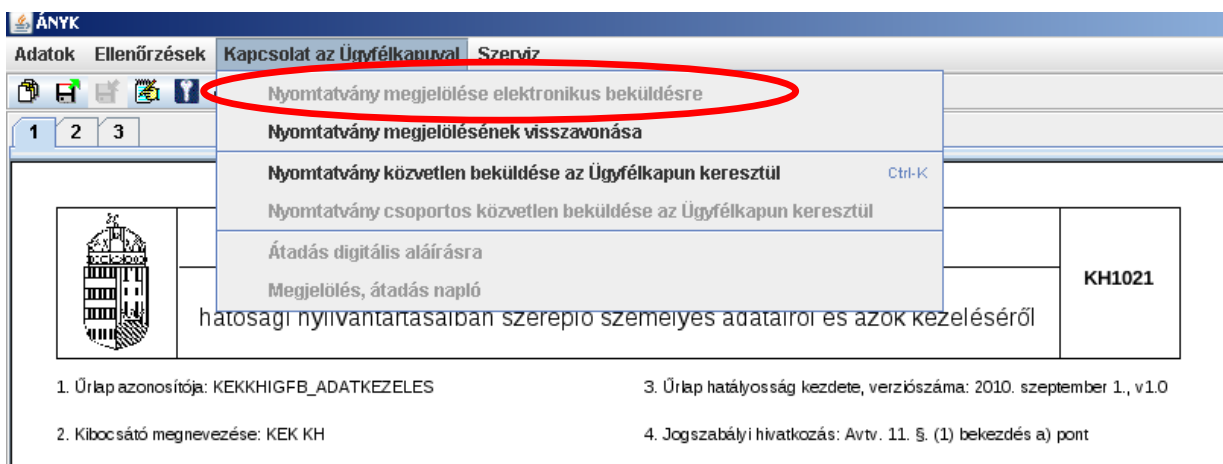 ÁNYK
Adatok Ellenőrzések Kapcsolat az Ügyfélkapuval Szerviz
Nyomtatvány megjelölése elektronikus beküldésre
1 2 3
Nyomtatvány megjelölésének visszavonása
Nyomtatvány közvetlen beküldése az Ügyfélkapun keresztül Ctrl-K
Nyomtatvány csoportos közvetlen beküldése az Ügyfélkapun keresztül
Átadás digitális aláírásra
Megjelölés, átadás napló
KH1021
hatósági nyilvántartásaiban szereplő személyes adatairól és azok kezeléséről
1. Űrlap azonosítója: KEKKHIGFB_ADATKEZELES
3. Űrlap hatályosság kezdete, verziószáma: 2010. szeptember 1., v1.0
2. Kibocsátó megnevezése: KEK KH
4. Jogszabályi hivatkozás: Avtv. 11. §. (1) bekezdés a) pont